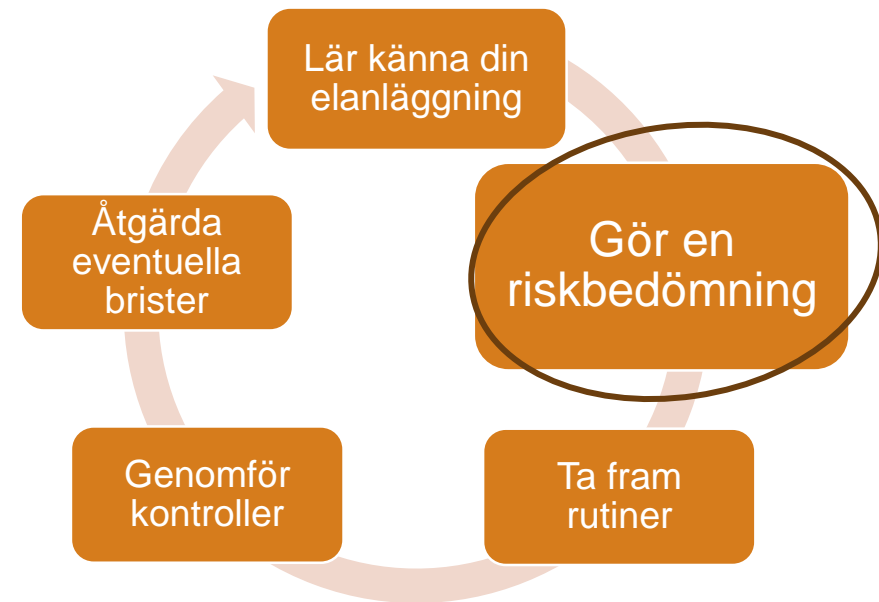 Lär känna din
elanläggning
Gör en
riskbedömning
Ta fram
rutiner
Genomför
kontroller
Åtgärda
eventuella
brister